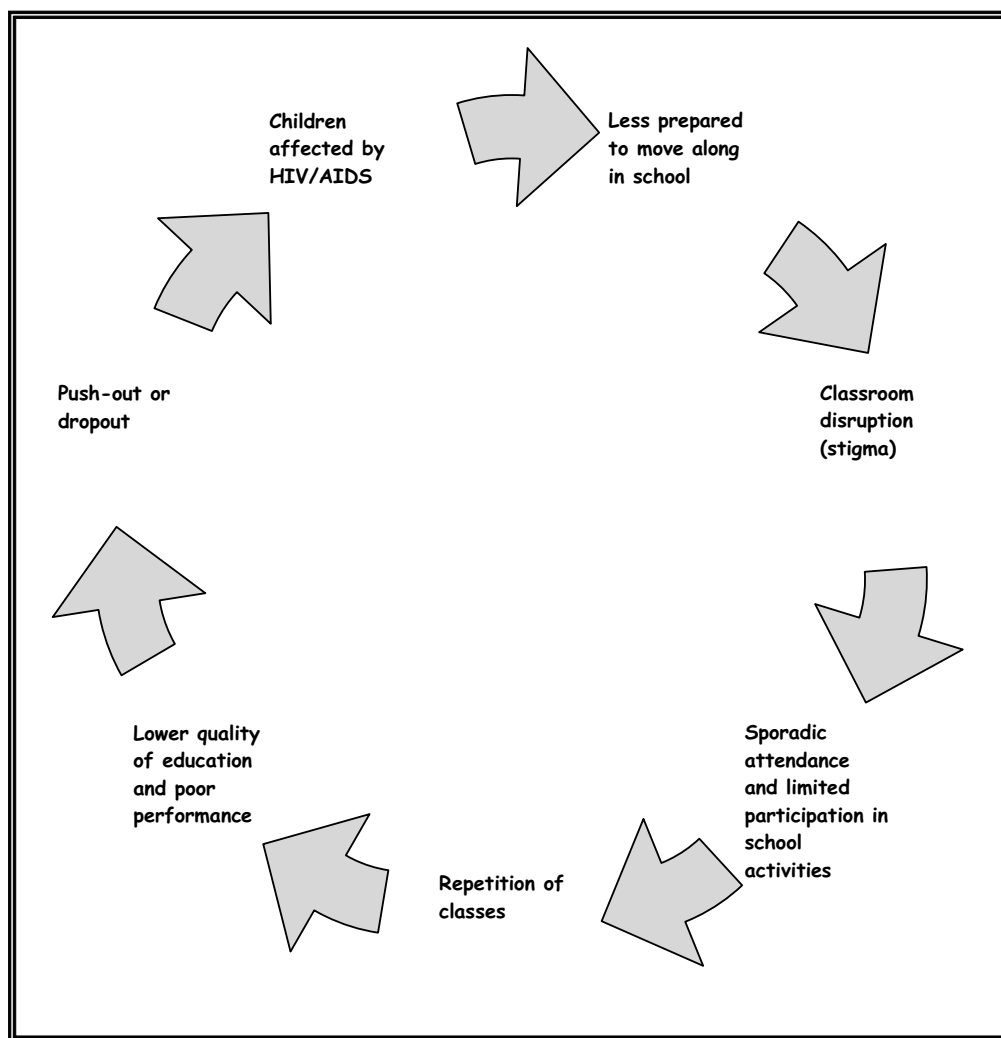 Children
affected by
HIV/AIDS
Less prepared
to move along
in school
Classroom
disruption
(stigma)
Sporadic
attendance
and limited
participation in
school
activities
Repetition of
classes
Lower quality
of education
and poor
performance
Push-out or
dropout